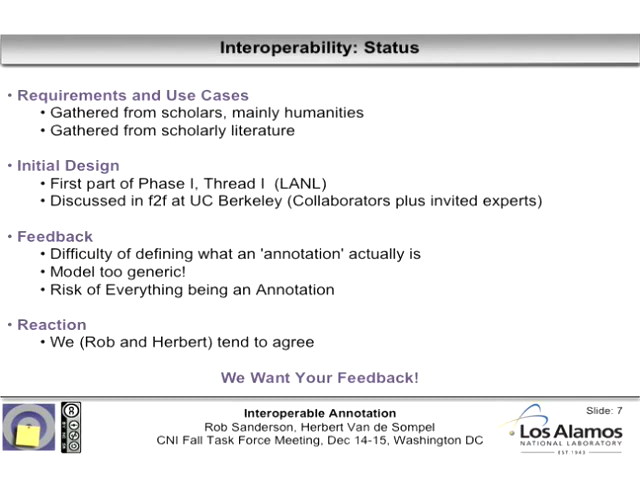 Interoperability: Status
• Requirements and Use Cases
• Gathered from scholars, mainly humanities
• Gathered from scholarly literature
• Initial Design
• First part of Phase I, Thread I (LANL)
• Discussed in f2f at UC Berkeley (Collaborators plus invited experts)
• Feedback
• Difficulty of defining what an 'annotation' actually is
• Model too generic!
• Risk of Everything being an Annotation
• Reaction
• We (Rob and Herbert) tend to agree
We Want Your Feedback!
Interoperable Annotation
Rob Sanderson, Herbert Van de Sompel
CNI Fall Task Force Meeting, Dec 14-15, Washington DC
Slide: 7
Los Alamos
NATIONAL LABORATORY
EST.1943